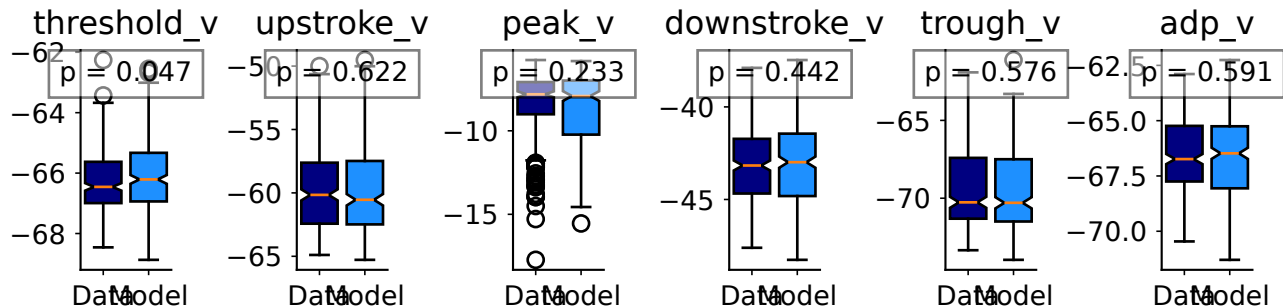 threshold_v
upstroke_v
peak_v
downstroke_v
trough_v
adp_v
p = 0.047
p = 0.622
p = 0.233
p = 0.442
p = 0.576
p = 0.591
−62
−64
−66
−68
Data
Model
−50
−55
−60
−65
Data
Model
−10
−15
Data
Model
−40
−45
Data
Model
−65
−70
Data
Model
−62.5
−65.0
−67.5
−70.0
Data
Model